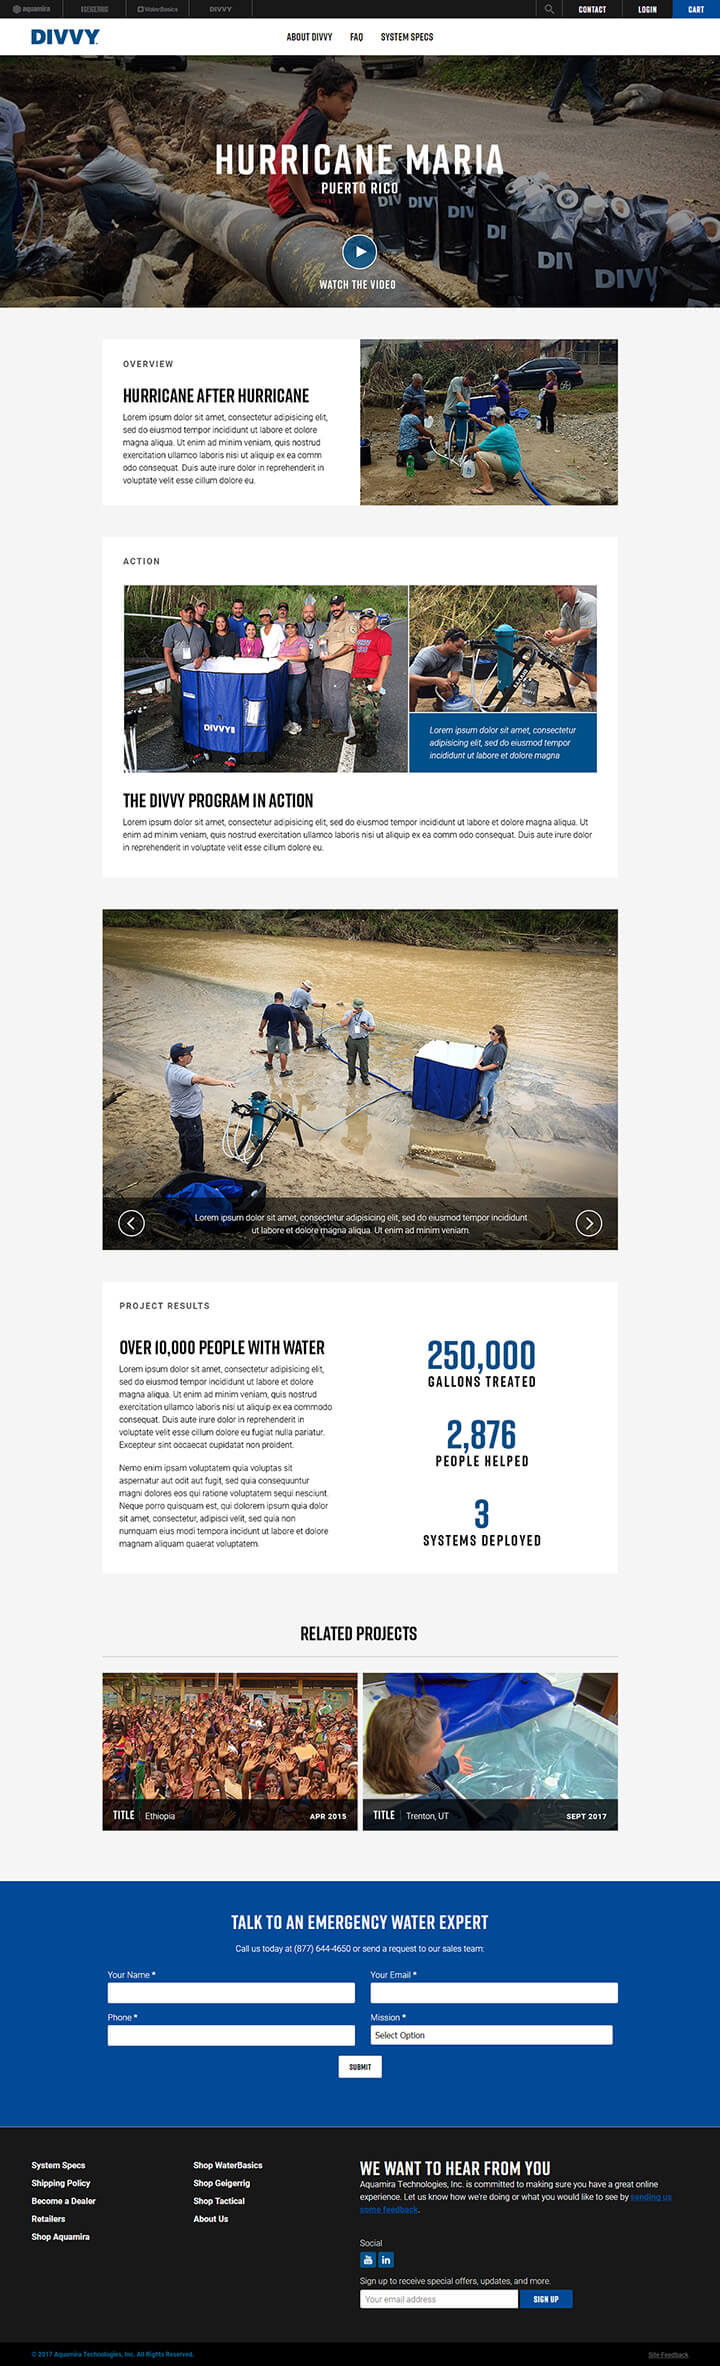 aquamira GEIGERRIG WaterBasics DIVVY CONTACT LOGIN CART
DIVVY ABOUT DIVVY FAQ SYSTEM SPECS
HURRICANE MARIA
PUERTO RICO
DIVVY
DIVVY
WATCH THE VIDEO
OVERVIEW
HURRICANE AFTER HURRICANE
Lorem ipsum dolor sit amet, consectetur adipisicing elit,
sed do eiusmod tempor incididunt ut labore et dolore
magna aliqua. Ut enim ad minim veniam, quis nostrud
exercitation ullamco laboris nisi ut aliquip ex ea comm
odo consequat. Duis aute irure dolor in reprehenderit in
voluptate velit esse cillum dolore eu.
ACTION
DIVVY
Lorem ipsum dolor sit amet, consectetur
adipisicing elit, sed do eiusmod tempor
incididunt ut labore et dolore magna
THE DIVVY PROGRAM IN ACTION
Lorem ipsum dolor sit amet, consectetur adipisicing elit, sed do eiusmod tempor incididunt ut labore et dolore magna aliqua. Ut
enim ad minim veniam, quis nostrud exercitation ullamco laboris nisi ut aliquip ex ea comm odo consequat. Duis aute irure dolor
in reprehenderit in voluptate velit esse cillum dolore eu.
Lorem ipsum dolor sit amet, consectetur adipisicing elit, sed do eiusmod tempor incididunt
ut labore et dolore magna aliqua. Ut enim ad minim veniam.
PROJECT RESULTS
OVER 10,000 PEOPLE WITH WATER
Lorem ipsum dolor sit amet, consectetur adipisicing elit,
sed do eiusmod tempor incididunt ut labore et dolore
magna aliqua. Ut enim ad minim veniam, quis nostrud
exercitation ullamco laboris nisi ut aliquip ex ea commodo
consequat. Duis aute irure dolor in reprehenderit in
voluptate velit esse cillum dolore eu fugiat nulla pariatur.
Excepteur sint occaecat cupidatat non proident.
Nemo enim ipsam voluptatem quia voluptas sit
aspernatur aut odit aut fugit, sed quia consequuntur
magni dolores eos qui ratione voluptatem sequi nesciunt.
Neque porro quisquam est, qui dolorem ipsum quia dolor
sit amet, consectetur, adipisci velit, sed quia non
numquam eius modi tempora incidunt ut labore et dolore
magnam aliquam quaerat voluptatem.
250,000
GALLONS TREATED
2,876
PEOPLE HELPED
3
SYSTEMS DEPLOYED
RELATED PROJECTS
TITLE Ethiopia APR 2015
TITLE Trenton, UT SEPT 2017
TALK TO AN EMERGENCY WATER EXPERT
Call us today at (877) 644-4650 or send a request to our sales team:
Your Name * Your Email *
Phone * Mission *
Select Option
SUBMIT
System Specs
Shipping Policy
Become a Dealer
Retailers
Shop Aquamira
Shop WaterBasics
Shop Geigerrig
Shop Tactical
About Us
WE WANT TO HEAR FROM YOU
Aquamira Technologies, Inc. is committed to making sure you have a great online
experience. Let us know how we're doing or what you would like to see by sending us
some feedback.
Social
You Tube in
Sign up to receive special offers, updates, and more.
Your email address SIGN UP
© 2017 Aquamira Technologies, Inc. All Rights Reserved. Site Feedback